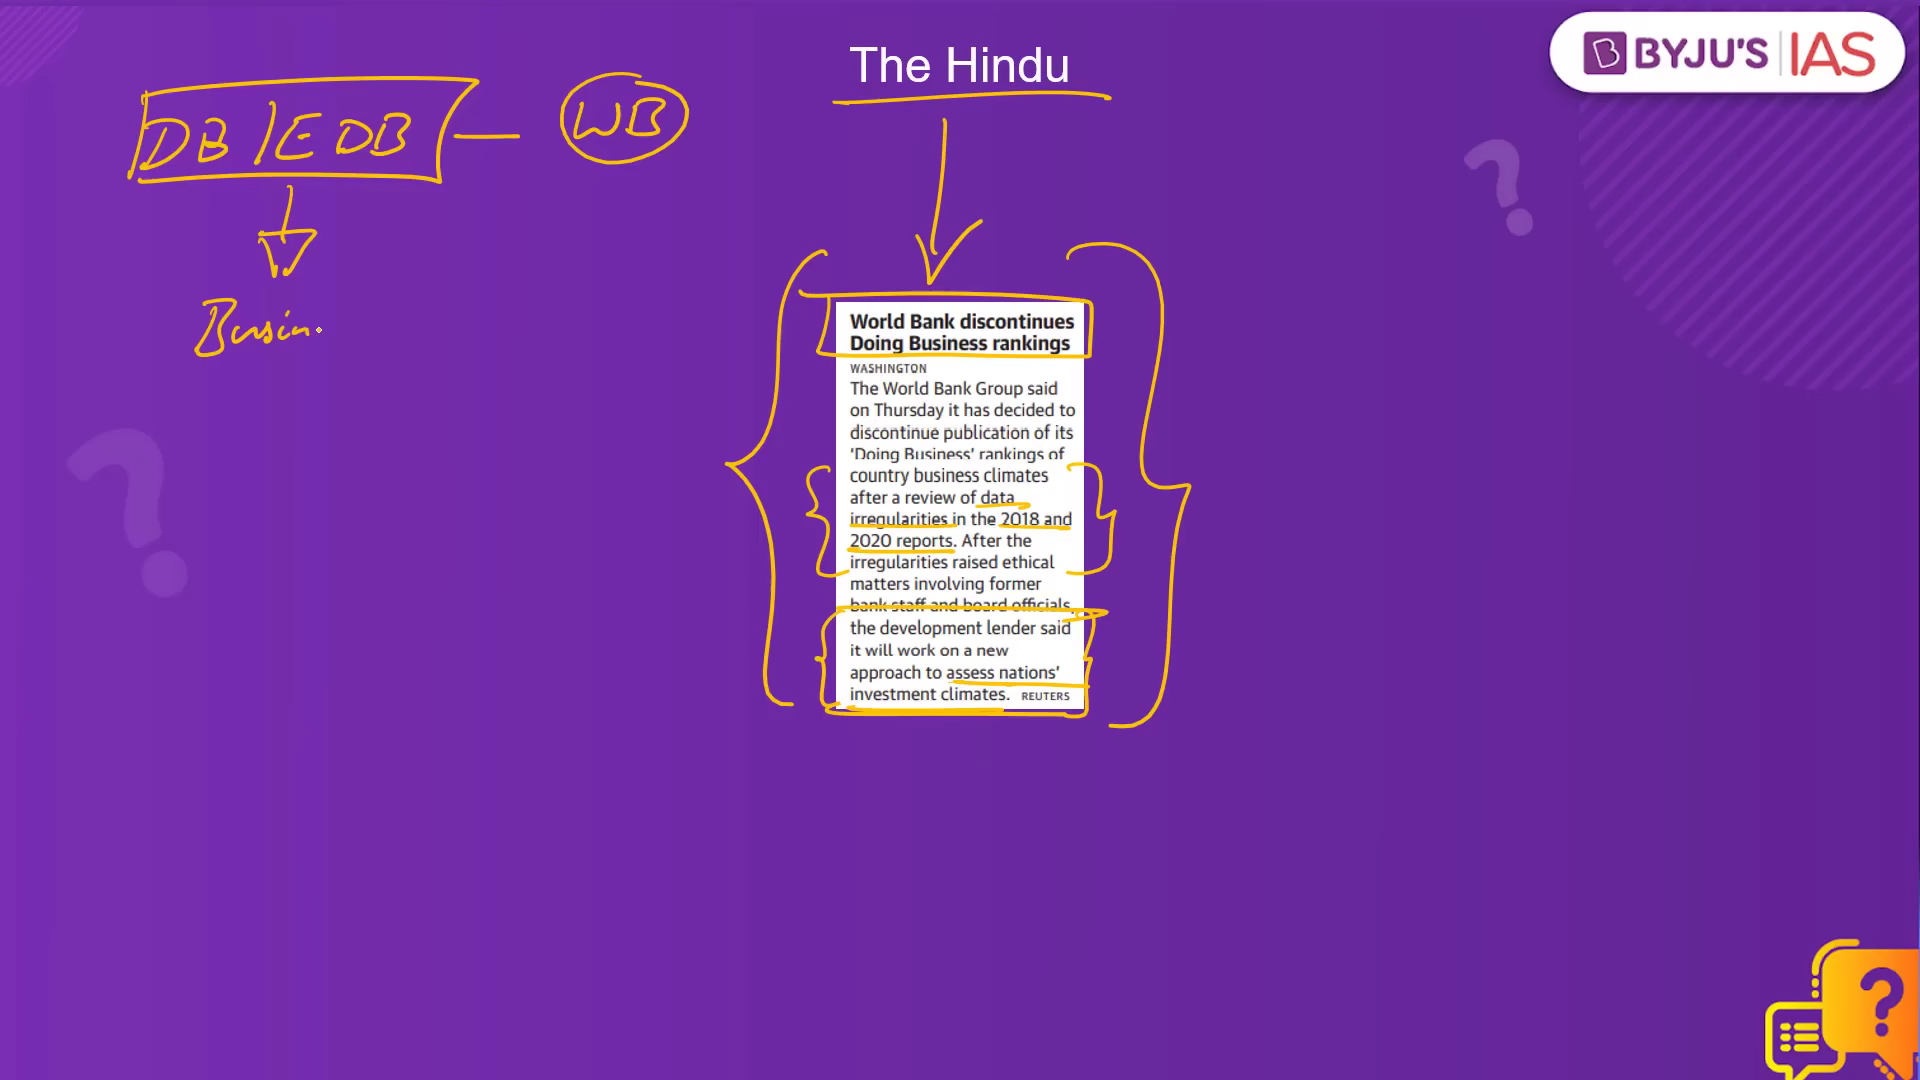 The Hindu
BYJU'S IAS
DB/EDB
WB
Busin
World Bank discontinues
Doing Business rankings
WASHINGTON
The World Bank Group said
on Thursday it has decided to
discontinue publication of its
'Doing Business' rankings of
country business climates
after a review of data
irregularities in the 2018 and
2020 reports. After the
irregularities raised ethical
matters involving former
bank staff and board officials,
the development lender said
it will work on a new
approach to assess nations'
investment climates. REUTERS